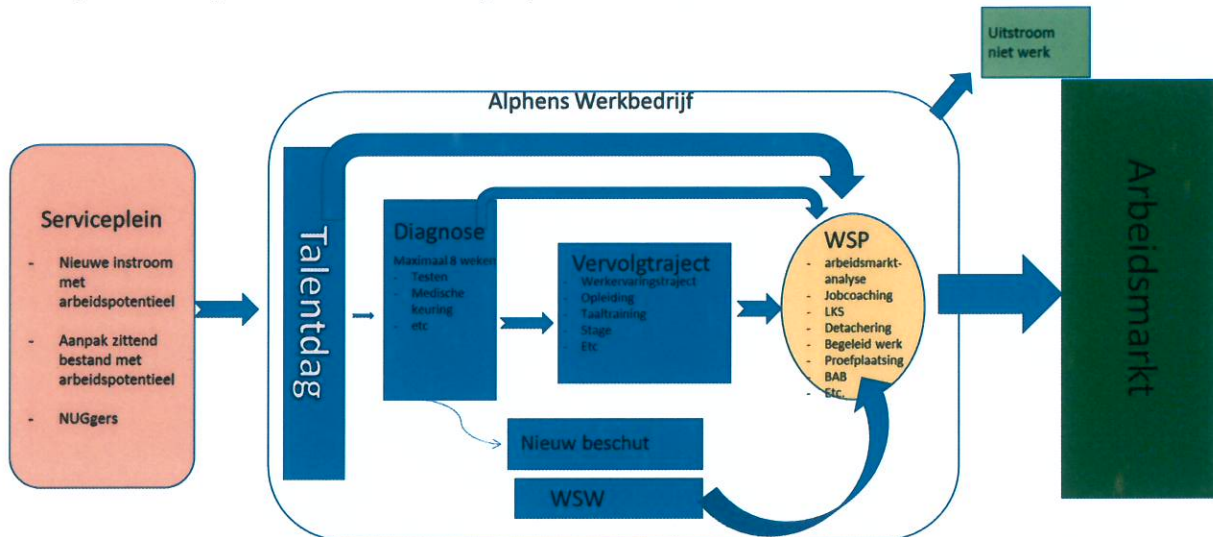 Uitstroom
niet werk
Alphens Werkbedrijf
Serviceplein
- Nieuwe instroom
met
arbeidspotentieel
- Aanpak zittend
bestand met
arbeidspotentieel
- NUGgers
Talentdag
Diagnose
Maximaal 8 weken
- Testen
- Medische
keuring
- etc
Vervolgtraject
- Werkervaringstraject
- Opleiding
- Taaltraining
- Stage
- Etc
Nieuw beschut
WSW
WSP
- arbeidsmarkt-
analyse
- Jobcoaching
- LKS
- Detachering
- Begeleid werk
- Proefplaatsing
- BAB
- Etc.
Arbeidsmarkt